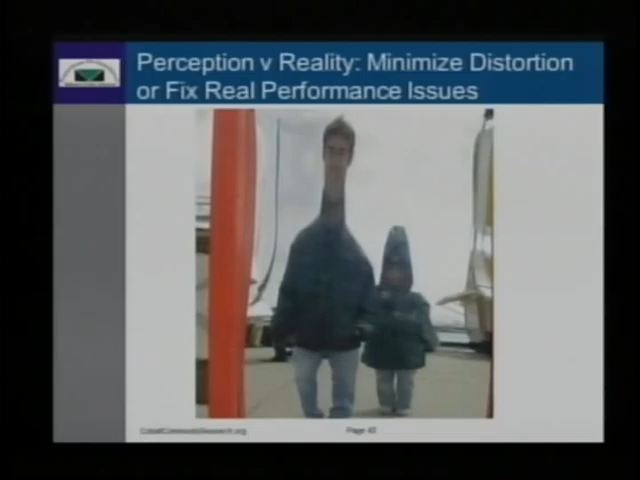 Perception v Reality: Minimize Distortion
or Fix Real Performance Issues